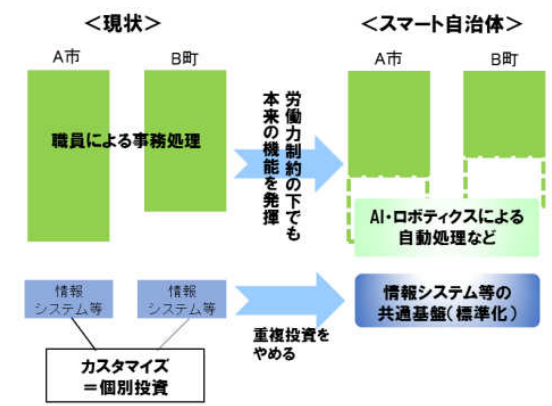 ＜現状＞
A市
B町
職員による事務処理
情報
システム等
情報
システム等
カスタマイズ
＝個別投資
労働力制約の下でも
本来の機能を発揮
重複投資を
やめる
＜スマート自治体＞
A市
B町
AI・ロボティクスによる
自動処理など
情報システム等の
共通基盤（標準化）